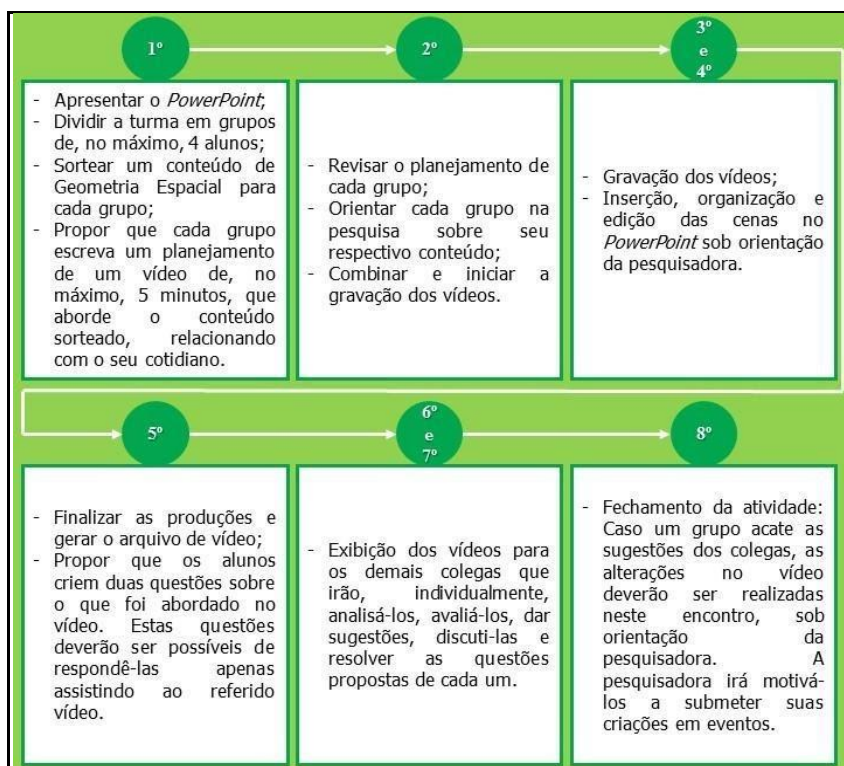 1º
- Apresentar o PowerPoint;
- Dividir a turma em grupos
de, no máximo, 4 alunos;
- Sortear um conteúdo de
Geometria Espacial para
cada grupo;
- Propor que cada grupo
escreva um planejamento
de um vídeo de, no
máximo, 5 minutos, que
aborde o conteúdo
sorteado, relacionando
com o seu cotidiano.
2º
- Revisar o planejamento de
cada grupo;
- Orientar cada grupo na
pesquisa sobre seu
respectivo conteúdo;
- Combinar e iniciar a
gravação dos vídeos.
3º
e
4º
- Gravação dos vídeos;
- Inserção, organização e
edição das cenas no
PowerPoint sob orientação
da pesquisadora.
5º
- Finalizar as produções e
gerar o arquivo de vídeo;
- Propor que os alunos
criem duas questões sobre
o que foi abordado no
vídeo. Estas questões
deverão ser possíveis de
respondê-las apenas
assistindo ao referido
vídeo.
6º
e
7º
- Exibição dos vídeos para
os demais colegas que
irão, individualmente,
analisá-los, avaliá-los, dar
sugestões, discuti-las e
resolver as questões
propostas de cada um.
8º
- Fechamento da atividade:
Caso um grupo acate as
sugestões dos colegas, as
alterações no vídeo
deverão ser realizadas
neste encontro, sob
orientação da
pesquisadora. A
pesquisadora irá motivá-
los a submeter suas
criações em eventos.